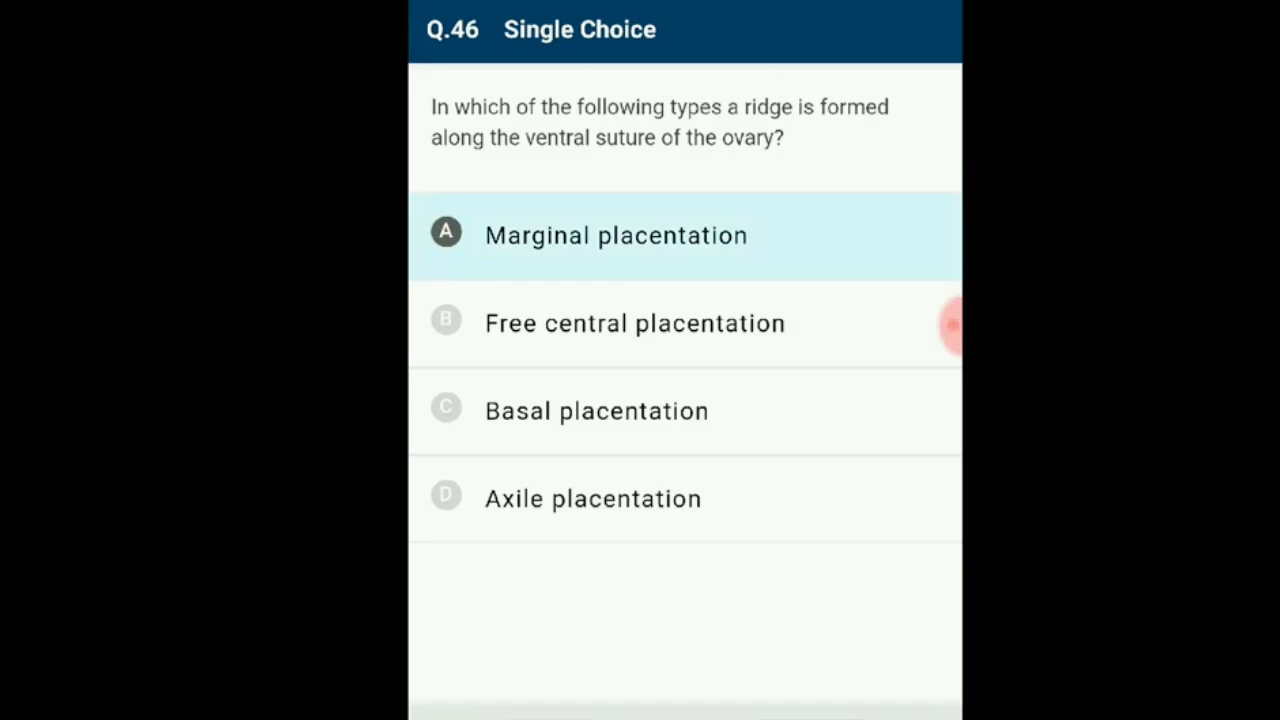 Q.46 Single Choice
In which of the following types a ridge is formed
along the ventral suture of the ovary?
A Marginal placentation
B Free central placentation
C Basal placentation
D Axile placentation